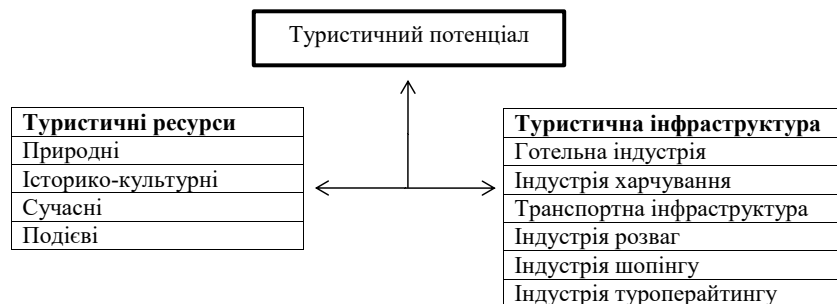 Туристичний потенціал
Туристичні ресурси
Природні
Історико-культурні
Сучасні
Подієві
Туристична інфраструктура
Готельна індустрія
Індустрія харчування
Транспортна інфраструктура
Індустрія розваг
Індустрія шопінгу
Індустрія туроперайтингу